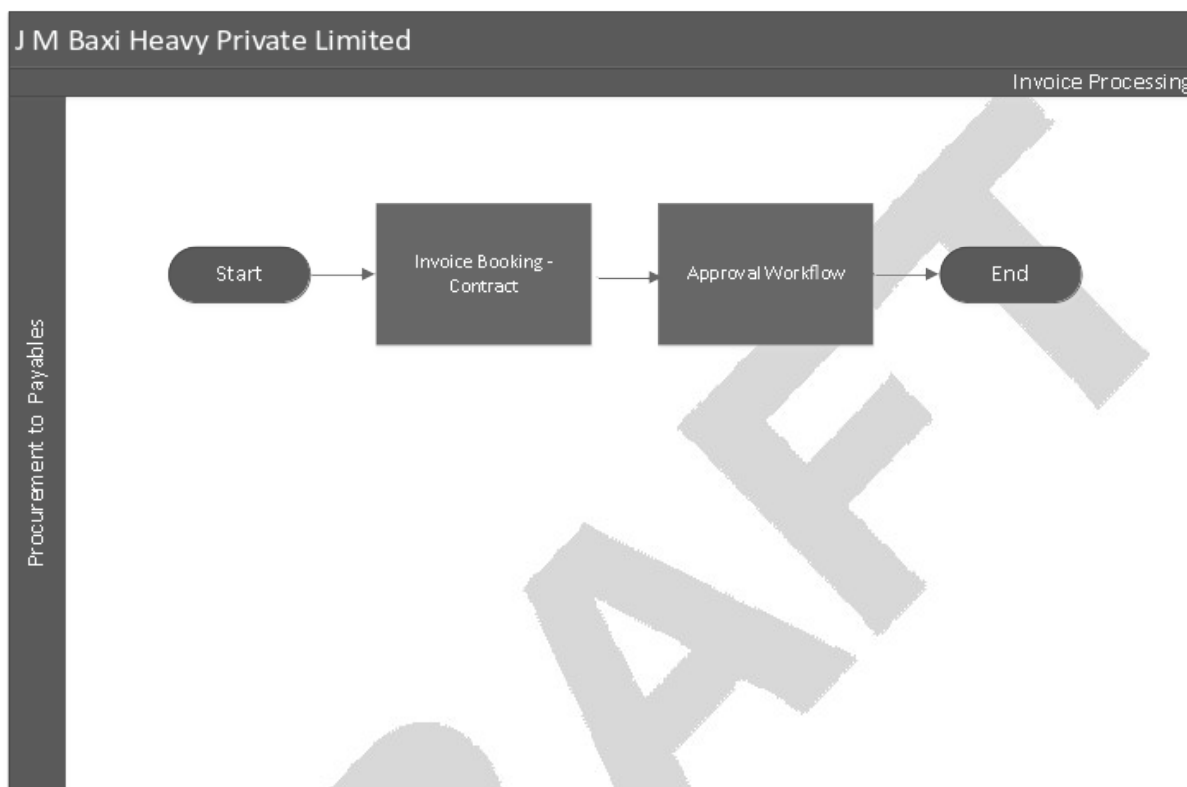 J M Baxi Heavy Private Limited
Invoice Processing
Procurement to Payables
Start
Invoice Booking -
Contract
Approval Workflow
End
DRAFT